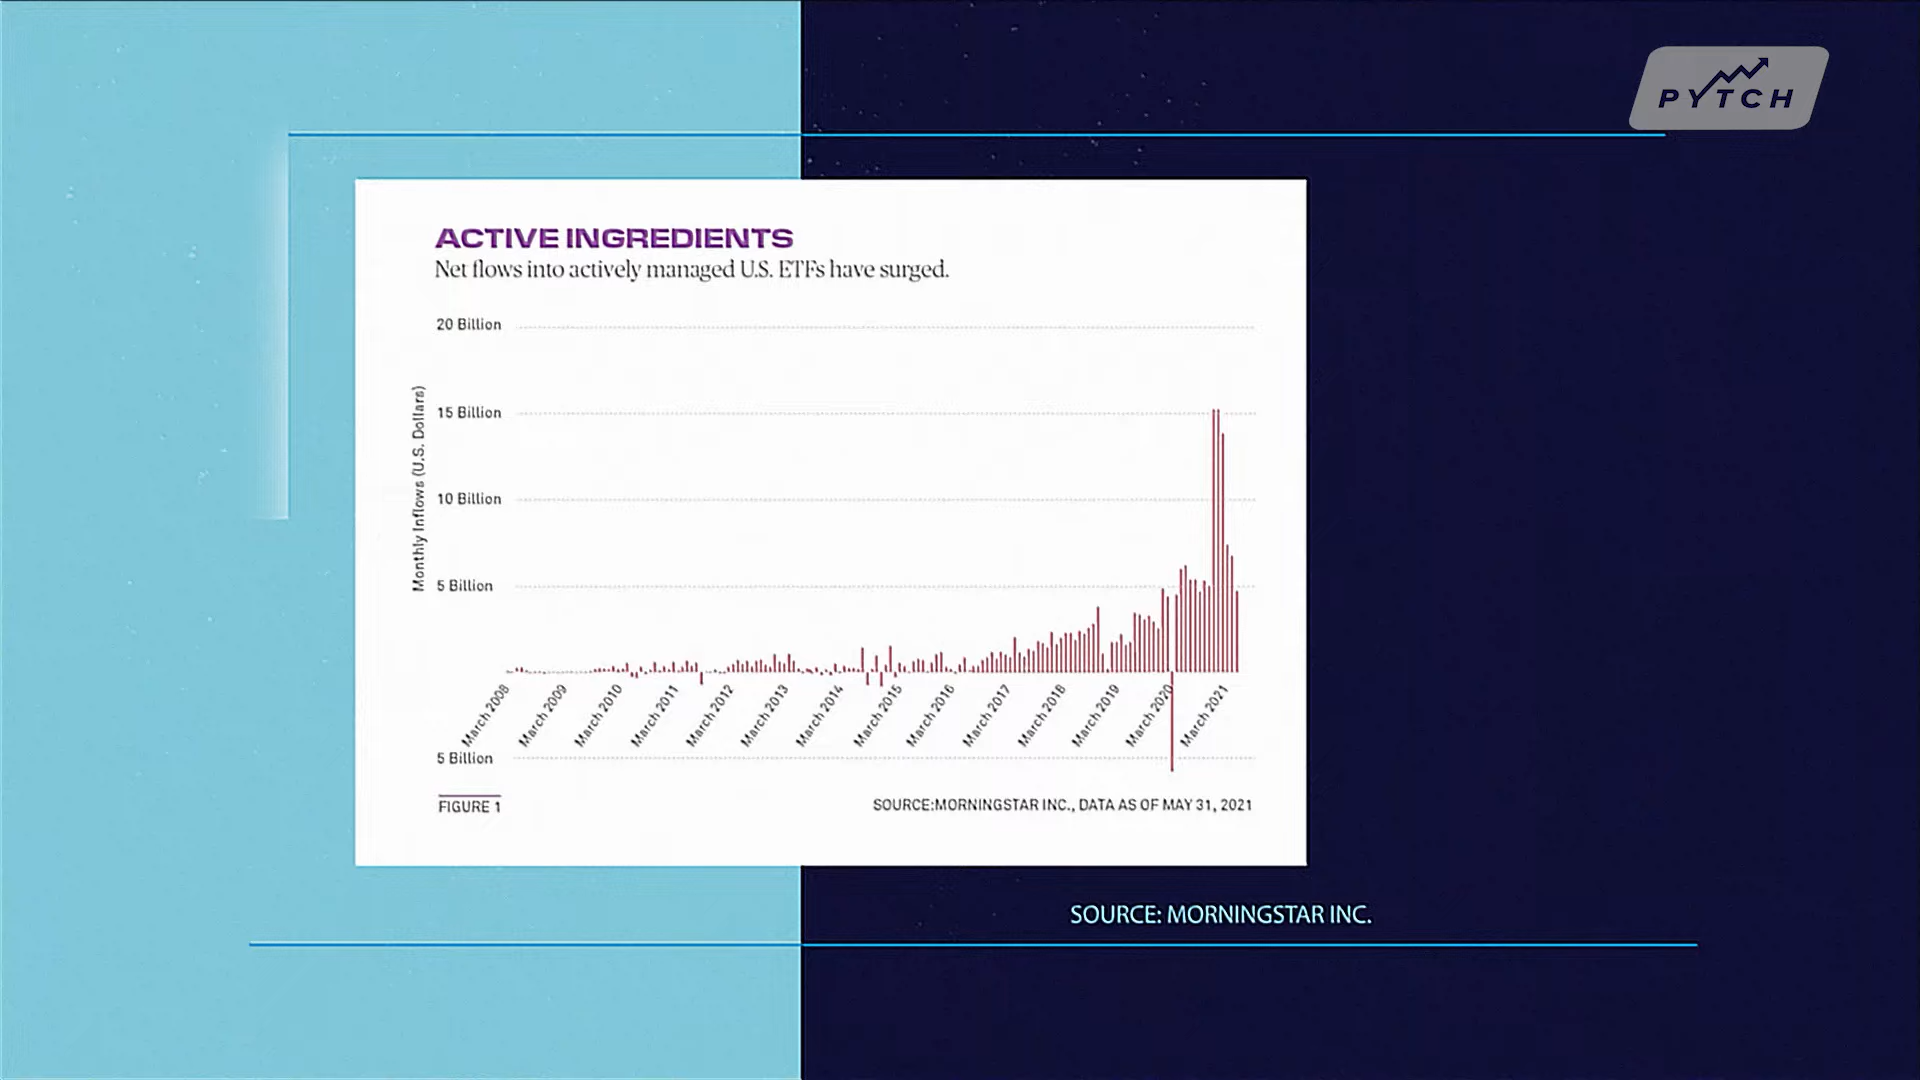 PYTCH
ACTIVE INGREDIENTS
Net flows into actively managed U.S. ETFs have surged.
Monthly Inflows (U.S. Dollars)
20 Billion
15 Billion
10 Billion
5 Billion
March 2008
March 2009
March 2010
March 2011
March 2012
March 2013
March 2014
March 2015
March 2016
March 2017
March 2018
March 2019
March 2020
March 2021
5 Billion
FIGURE 1
SOURCE:MORNINGSTAR INC., DATA AS OF MAY 31, 2021
SOURCE: MORNINGSTAR INC.